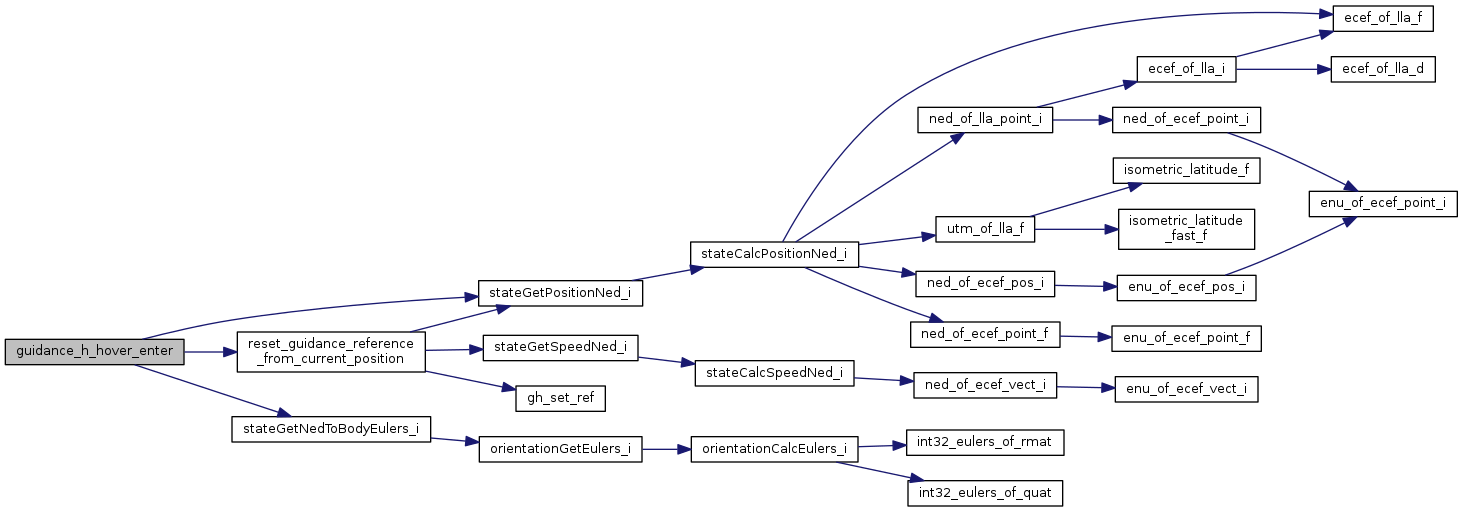 guidance_h_hover_enter
reset_guidance_reference
_from_current_position
stateGetNedToBodyEulers_i
stateGetPositionNed_i
stateGetSpeedNed_i
gh_set_ref
orientationGetEulers_i
stateCalcPositionNed_i
stateCalcSpeedNed_i
orientationCalcEulers_i
ned_of_lla_point_i
utm_of_lla_f
ned_of_ecef_pos_i
ned_of_ecef_point_f
ned_of_ecef_vect_i
int32_eulers_of_rmat
int32_eulers_of_quat
ecef_of_lla_i
ned_of_ecef_point_i
isometric_latitude_f
isometric_latitude
_fast_f
enu_of_ecef_pos_i
enu_of_ecef_point_f
enu_of_ecef_vect_i
ecef_of_lla_f
ecef_of_lla_d
enu_of_ecef_point_i